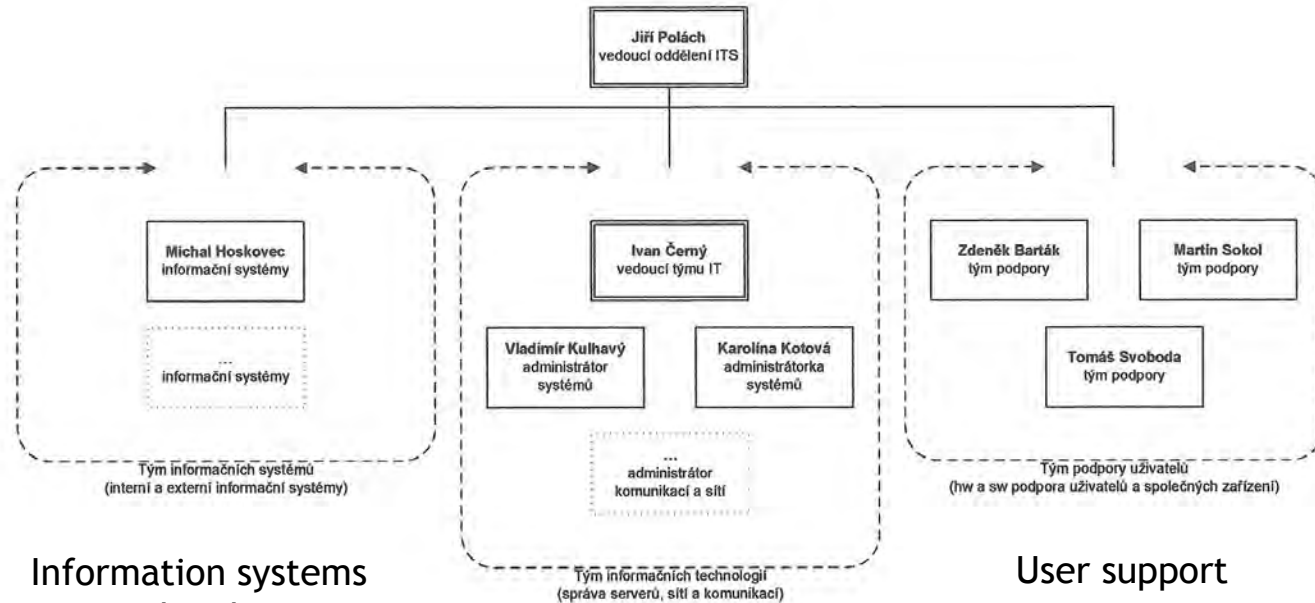 Jiří Polách
vedoucí oddělení ITS
Michal Hoskovec
informační systémy
...
informační systémy
Tým informačních systémů
(interní a externí informační systémy)
Ivan Černý
vedoucí týmu IT
Vladimír Kulhavý
administrátor
systémů
Karolína Kotová
administrátorka
systémů
...
administrátor
komunikací a sítí
Tým informačních technologií
(správa serverů, sítí a komunikací)
Zdeněk Barták
tým podpory
Martin Sokol
tým podpory
Tomáš Svoboda
tým podpory
Tým podpory uživatelů
(hw a sw podpora uživatelů a společných zařízení)
Information systems
User support